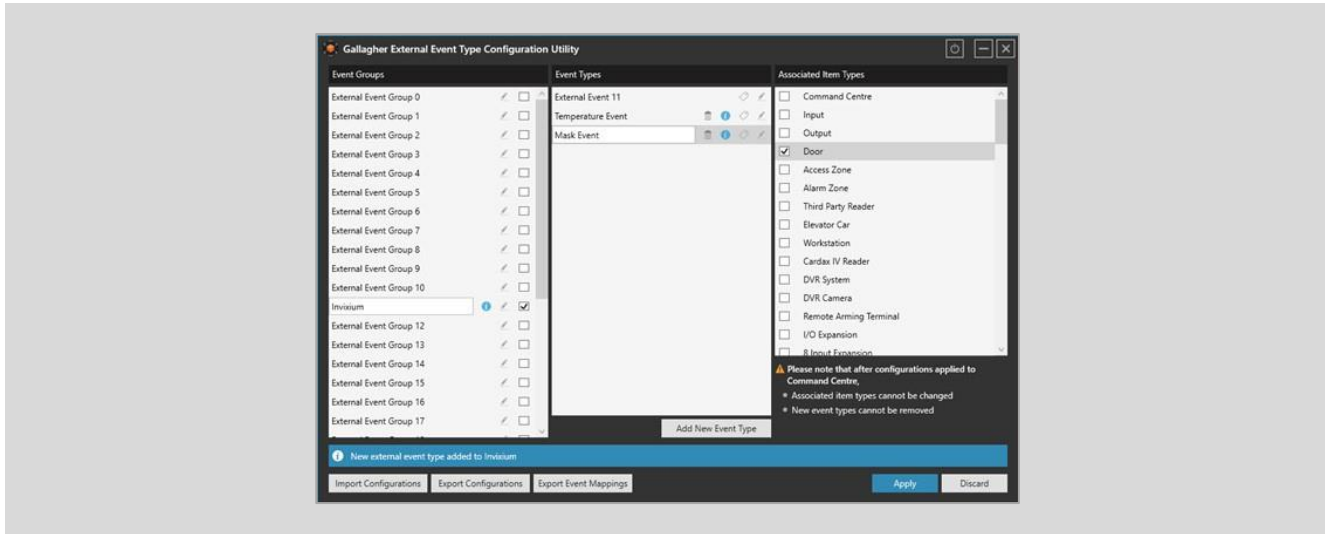 Gallagher External Event Type Configuration Utility
Event Groups
External Event Group 0
External Event Group 1
External Event Group 2
External Event Group 3
External Event Group 4
External Event Group 5
External Event Group 6
External Event Group 7
External Event Group 8
External Event Group 9
External Event Group 10
Invixium
External Event Group 12
External Event Group 13
External Event Group 14
External Event Group 15
External Event Group 16
External Event Group 17
Event Types
External Event 11
Temperature Event
Mask Event
Add New Event Type
Associated Item Types
Command Centre
Input
Output
Door
Access Zone
Alarm Zone
Third Party Reader
Elevator Car
Workstation
Cardax IV Reader
DVR System
DVR Camera
Remote Arming Terminal
I/O Expansion
8 Input Expansion
Please note that after configurations applied to
Command Centre,
Associated item types cannot be changed
New event types cannot be removed
New external event type added to Invixium
Import Configurations
Export Configurations
Export Event Mappings
Apply
Discard